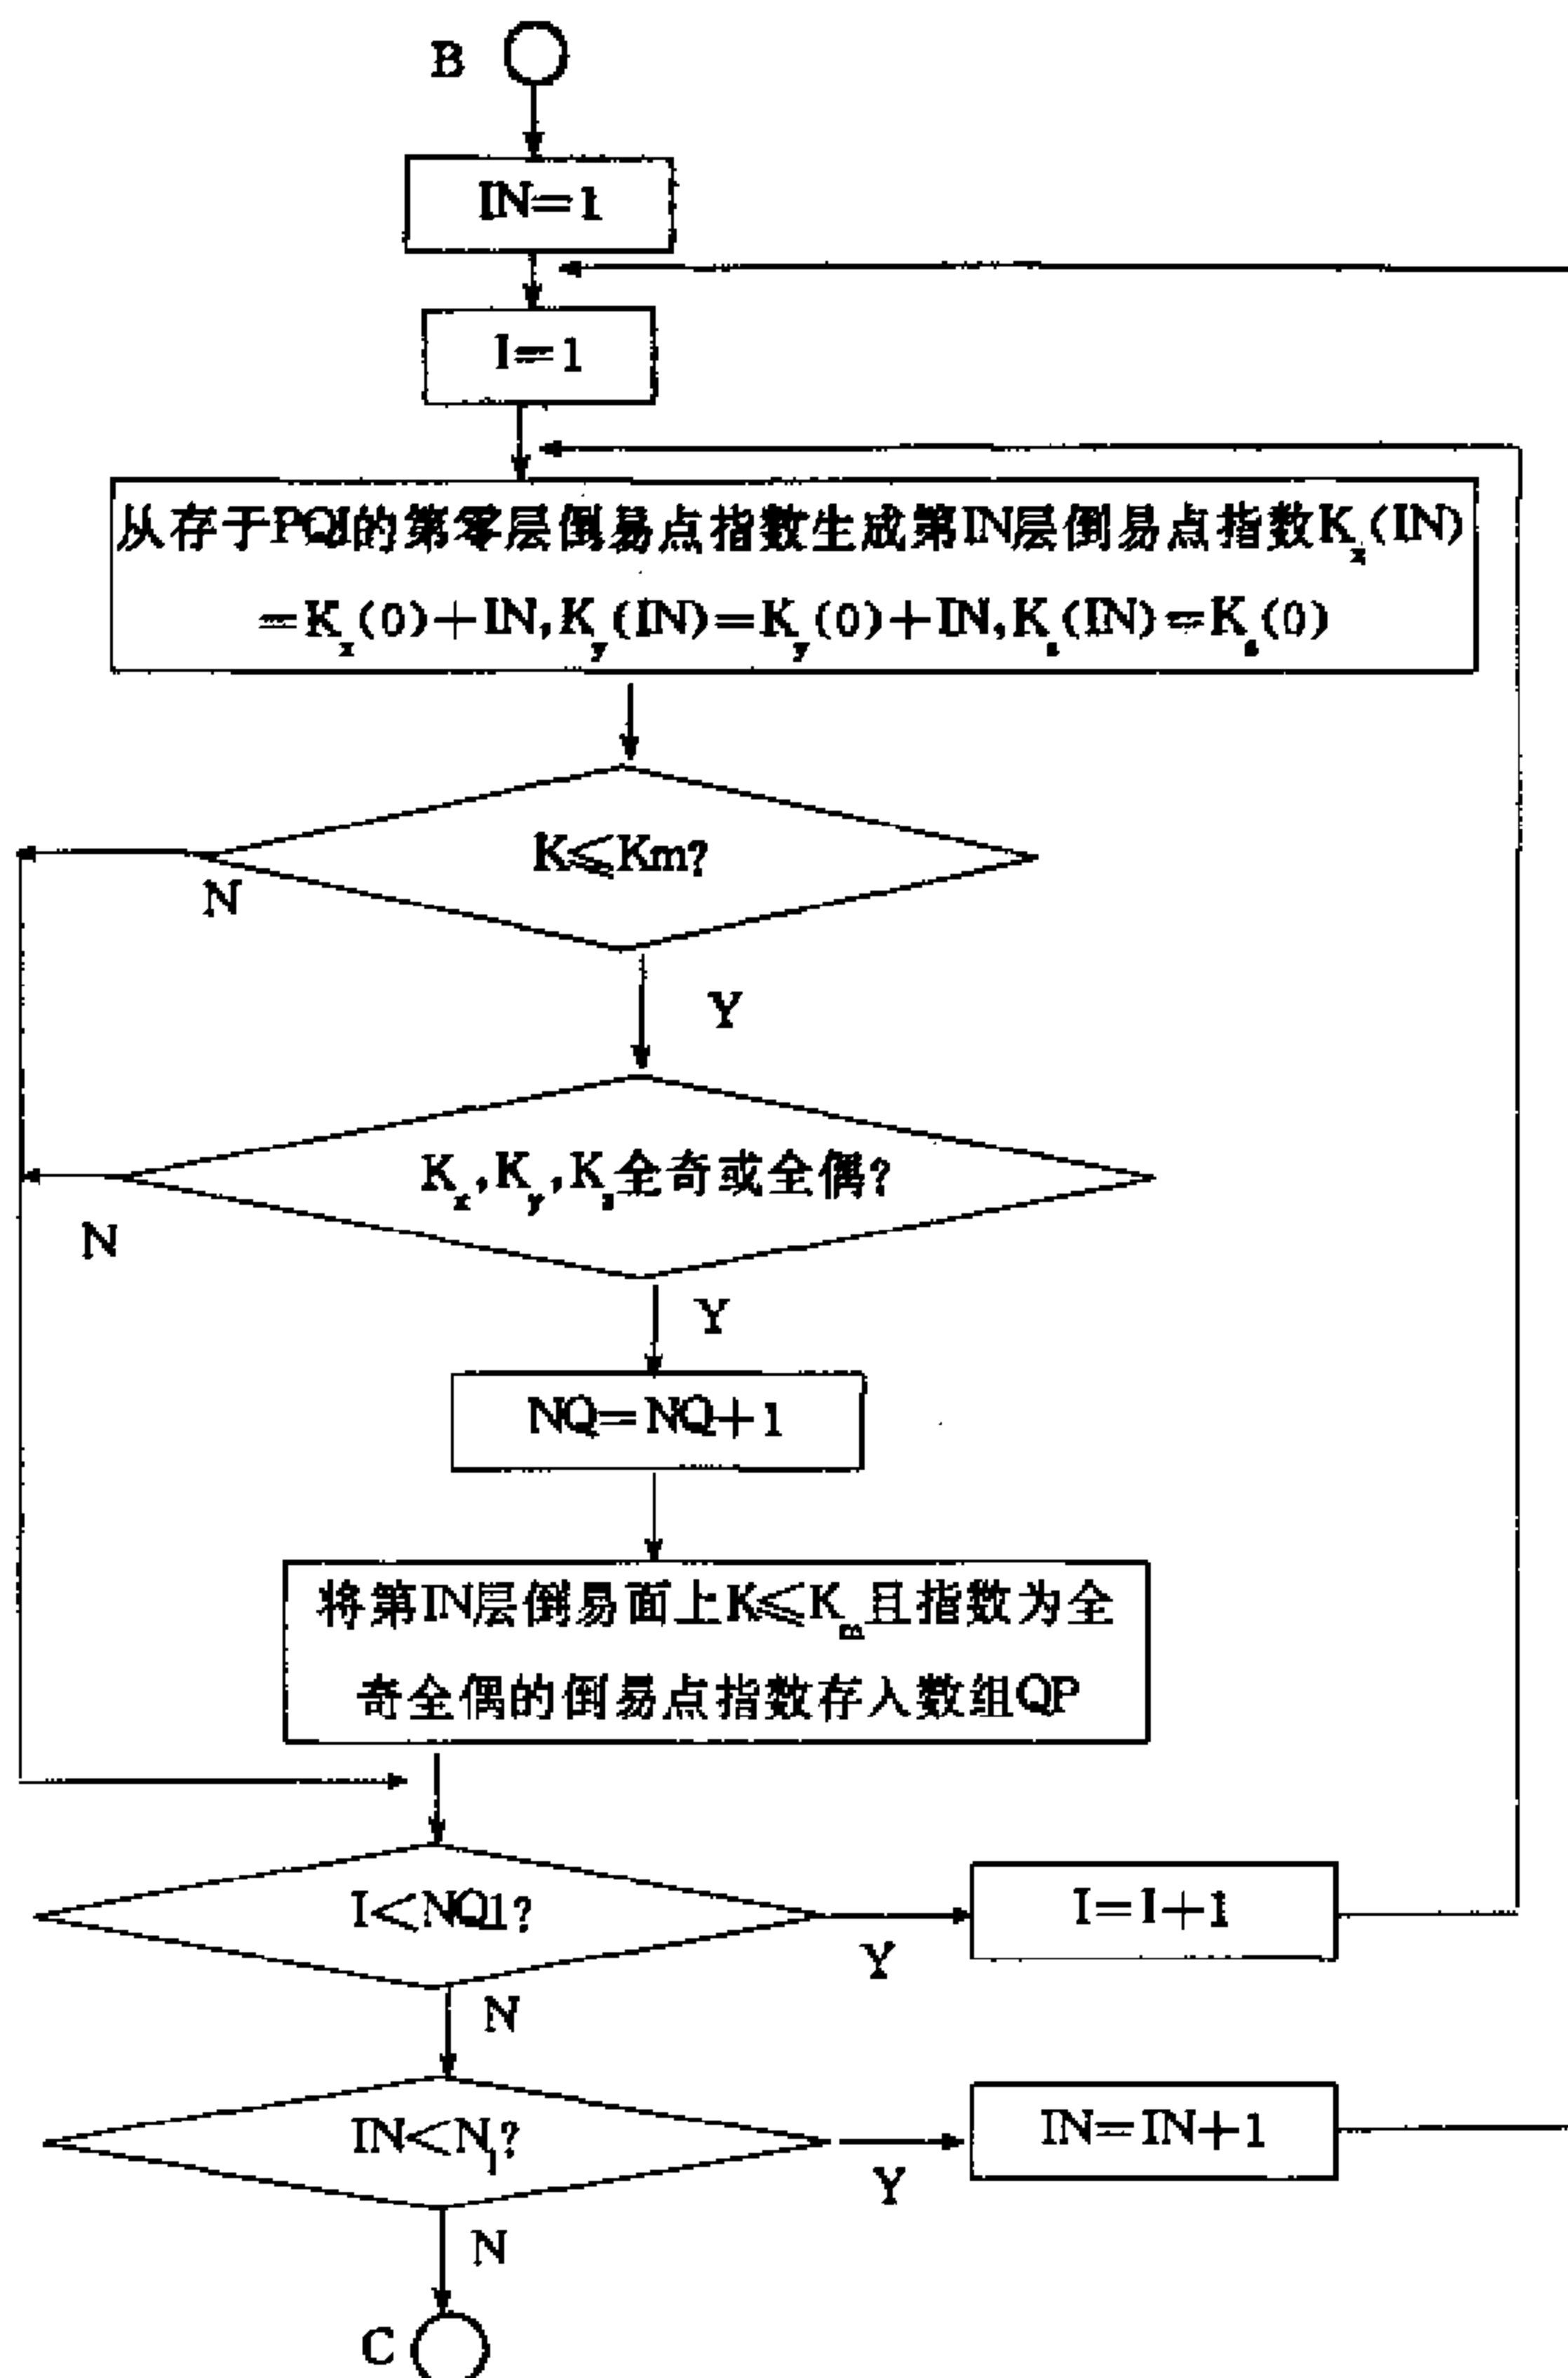 B
IN=1
I=1
从存于PQI的第零层倒易点指数生成第IN层倒易点指数Kx(IN)
=Kx(0)+IN,Ky(IN)=Ky(0)+IN,Kz(IN)=Kz(0)
K≤Km?
N
Y
Kx,Ky,Kz全奇或全偶?
N
Y
NQ=NQ+1
将第IN层倒易面上K≤Km且指数为全
奇全偶的倒易点指数存入数组QP
I<NQ1?
Y
I=I+1
N
IN<N1?
Y
IN=IN+1
N
C